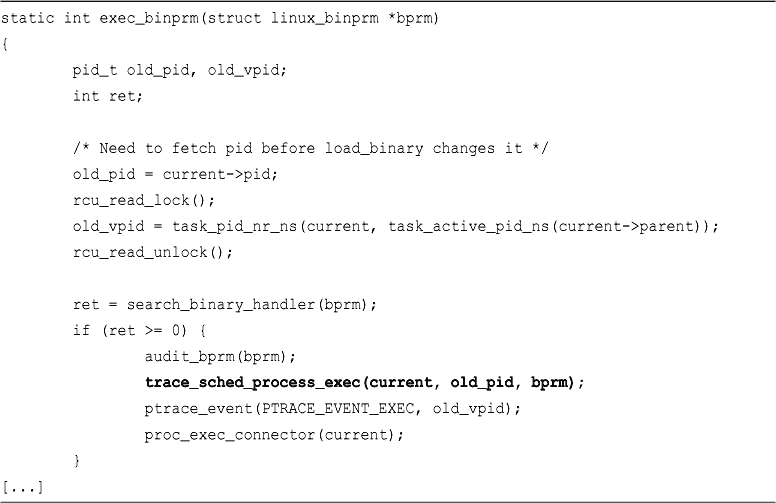 static int exec_binprm(struct linux_binprm *bprm)
{
        pid_t old_pid, old_vpid;
        int ret;

        /* Need to fetch pid before load_binary changes it */
        old_pid = current->pid;
        rcu_read_lock();
        old_vpid = task_pid_nr_ns(current, task_active_pid_ns(current->parent));
        rcu_read_unlock();

        ret = search_binary_handler(bprm);
        if (ret >= 0) {
                audit_bprm(bprm);
                trace_sched_process_exec(current, old_pid, bprm);
                ptrace_event(PTRACE_EVENT_EXEC, old_vpid);
                proc_exec_connector(current);
        }
[...]